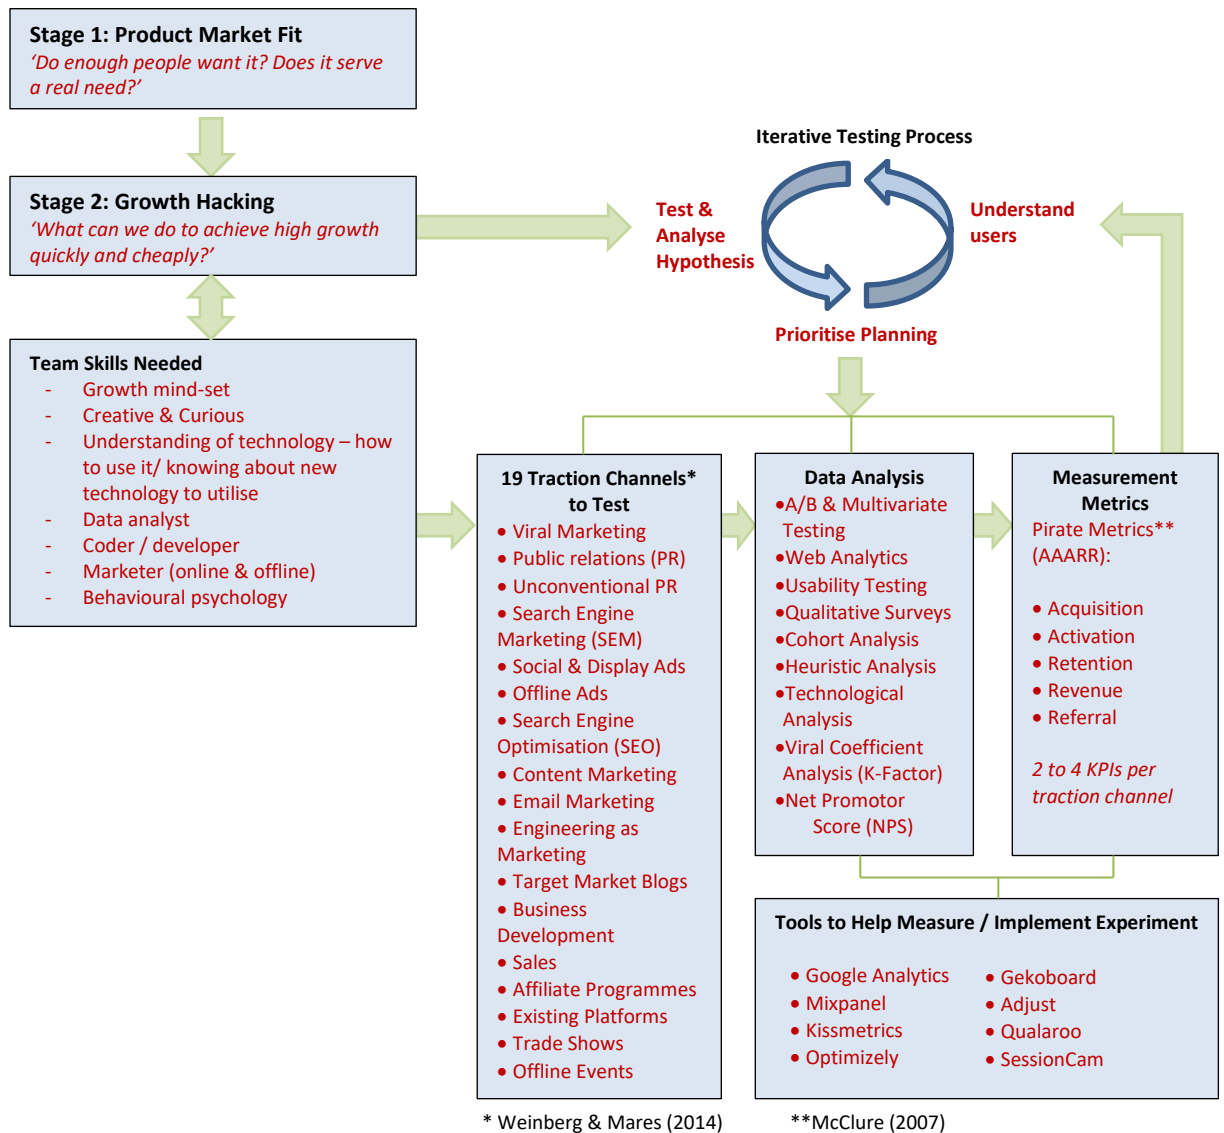 Stage 1: Product Market Fit
‘Do enough people want it? Does it serve
a real need?’
Stage 2: Growth Hacking
‘What can we do to achieve high growth
quickly and cheaply?’
Iterative Testing Process
Test &
Analyse
Hypothesis
Understand
users
Prioritise Planning
Team Skills Needed
- Growth mind-set
- Creative & Curious
- Understanding of technology – how
to use it/ knowing about new
technology to utilise
- Data analyst
- Coder / developer
- Marketer (online & offline)
- Behavioural psychology
19 Traction Channels*
to Test
• Viral Marketing
• Public relations (PR)
• Unconventional PR
• Search Engine
Marketing (SEM)
• Social & Display Ads
• Offline Ads
• Search Engine
Optimisation (SEO)
• Content Marketing
• Email Marketing
• Engineering as
Marketing
• Target Market Blogs
• Business
Development
• Sales
• Affiliate Programmes
• Existing Platforms
• Trade Shows
• Offline Events
Data Analysis
•A/B & Multivariate
Testing
•Web Analytics
•Usability Testing
•Qualitative Surveys
•Cohort Analysis
•Heuristic Analysis
•Technological
Analysis
•Viral Coefficient
Analysis (K-Factor)
•Net Promotor
Score (NPS)
Measurement
Metrics
Pirate Metrics**
(AAARR):
• Acquisition
• Activation
• Retention
• Revenue
• Referral
2 to 4 KPIs per
traction channel
Tools to Help Measure / Implement Experiment
• Google Analytics
• Mixpanel
• Kissmetrics
• Optimizely
• Gekoboard
• Adjust
• Qualaroo
• SessionCam
* Weinberg & Mares (2014)
**McClure (2007)